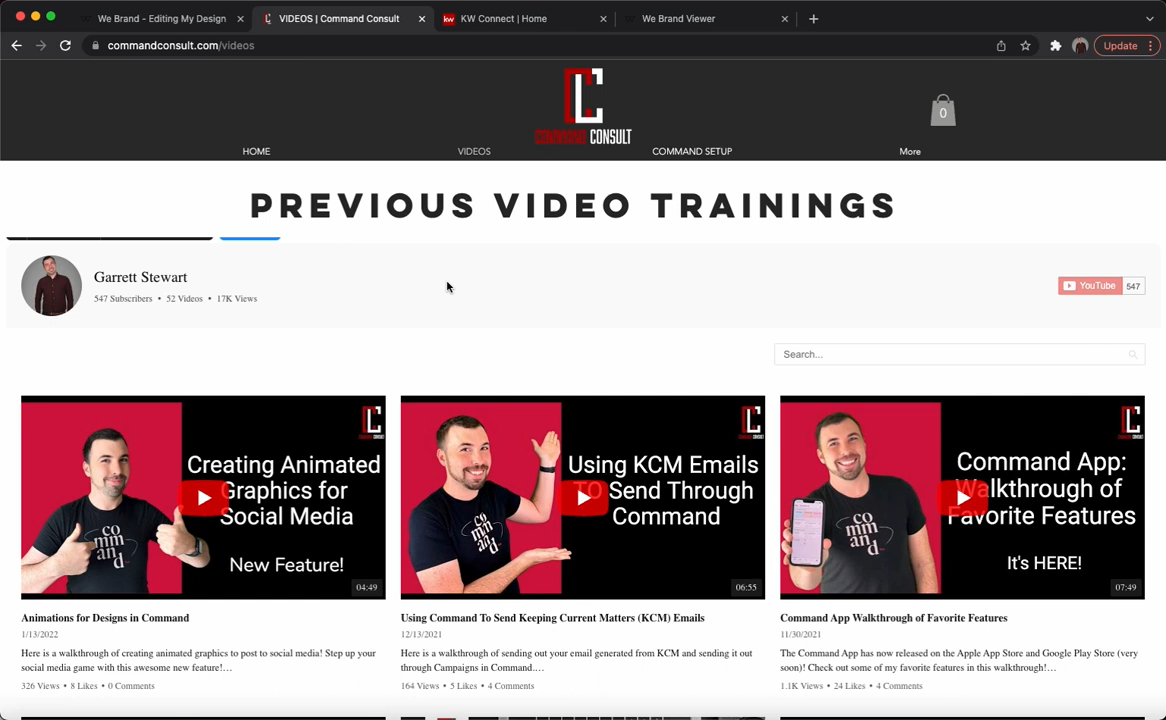 We Brand - Editing My Design
VIDEOS | Command Consult
KW Connect | Home
We Brand Viewer
commandconsult.com/videos
Update
COMMAND CONSULT
0
HOME
VIDEOS
COMMAND SETUP
More
PREVIOUS VIDEO TRAININGS
Garrett Stewart
547 Subscribers • 52 Videos • 17K Views
YouTube 547
Search...
Creating Animated
Graphics for
Social Media
New Feature!
04:49
Using KCM Emails
TO Send Through
Command
06:55
Command App:
Walkthrough of
Favorite Features
It's HERE!
07:49
Animations for Designs in Command
1/13/2022
Here is a walkthrough of creating animated graphics to post to social media! Step up your
social media game with this awesome new feature!…
326 Views • 8 Likes • 0 Comments
Using Command To Send Keeping Current Matters (KCM) Emails
12/13/2021
Here is a walkthrough of sending out your email generated from KCM and sending it out
through Campaigns in Command.…
164 Views • 5 Likes • 4 Comments
Command App Walkthrough of Favorite Features
11/30/2021
The Command App has now released on the Apple App Store and Google Play Store (very
soon)! Check out some of my favorite features in this walkthrough!…
1.1K Views • 24 Likes • 4 Comments